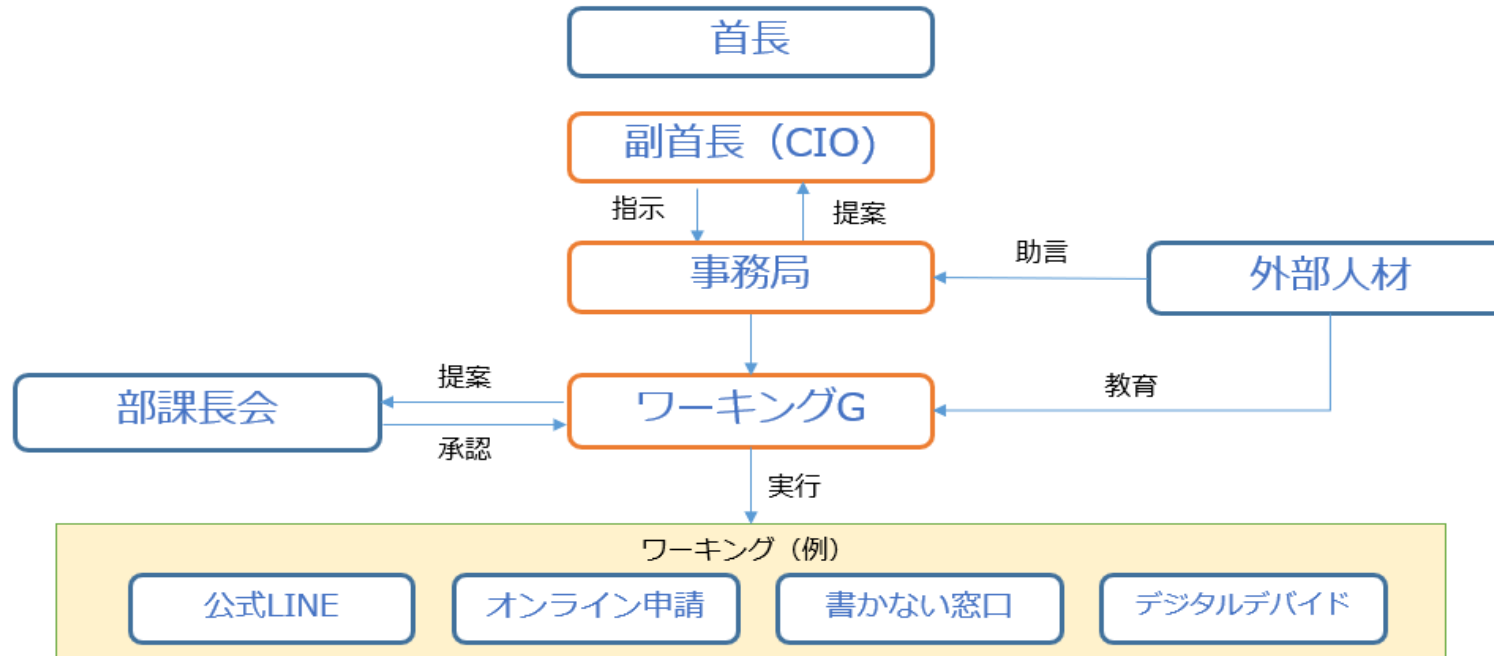 首長
副首長（CIO)
指示
提案
事務局
助言
外部人材
部課長会
提案
承認
ワーキングG
教育
実行
ワーキング（例）
公式LINE
オンライン申請
書かない窓口
デジタルデバイド